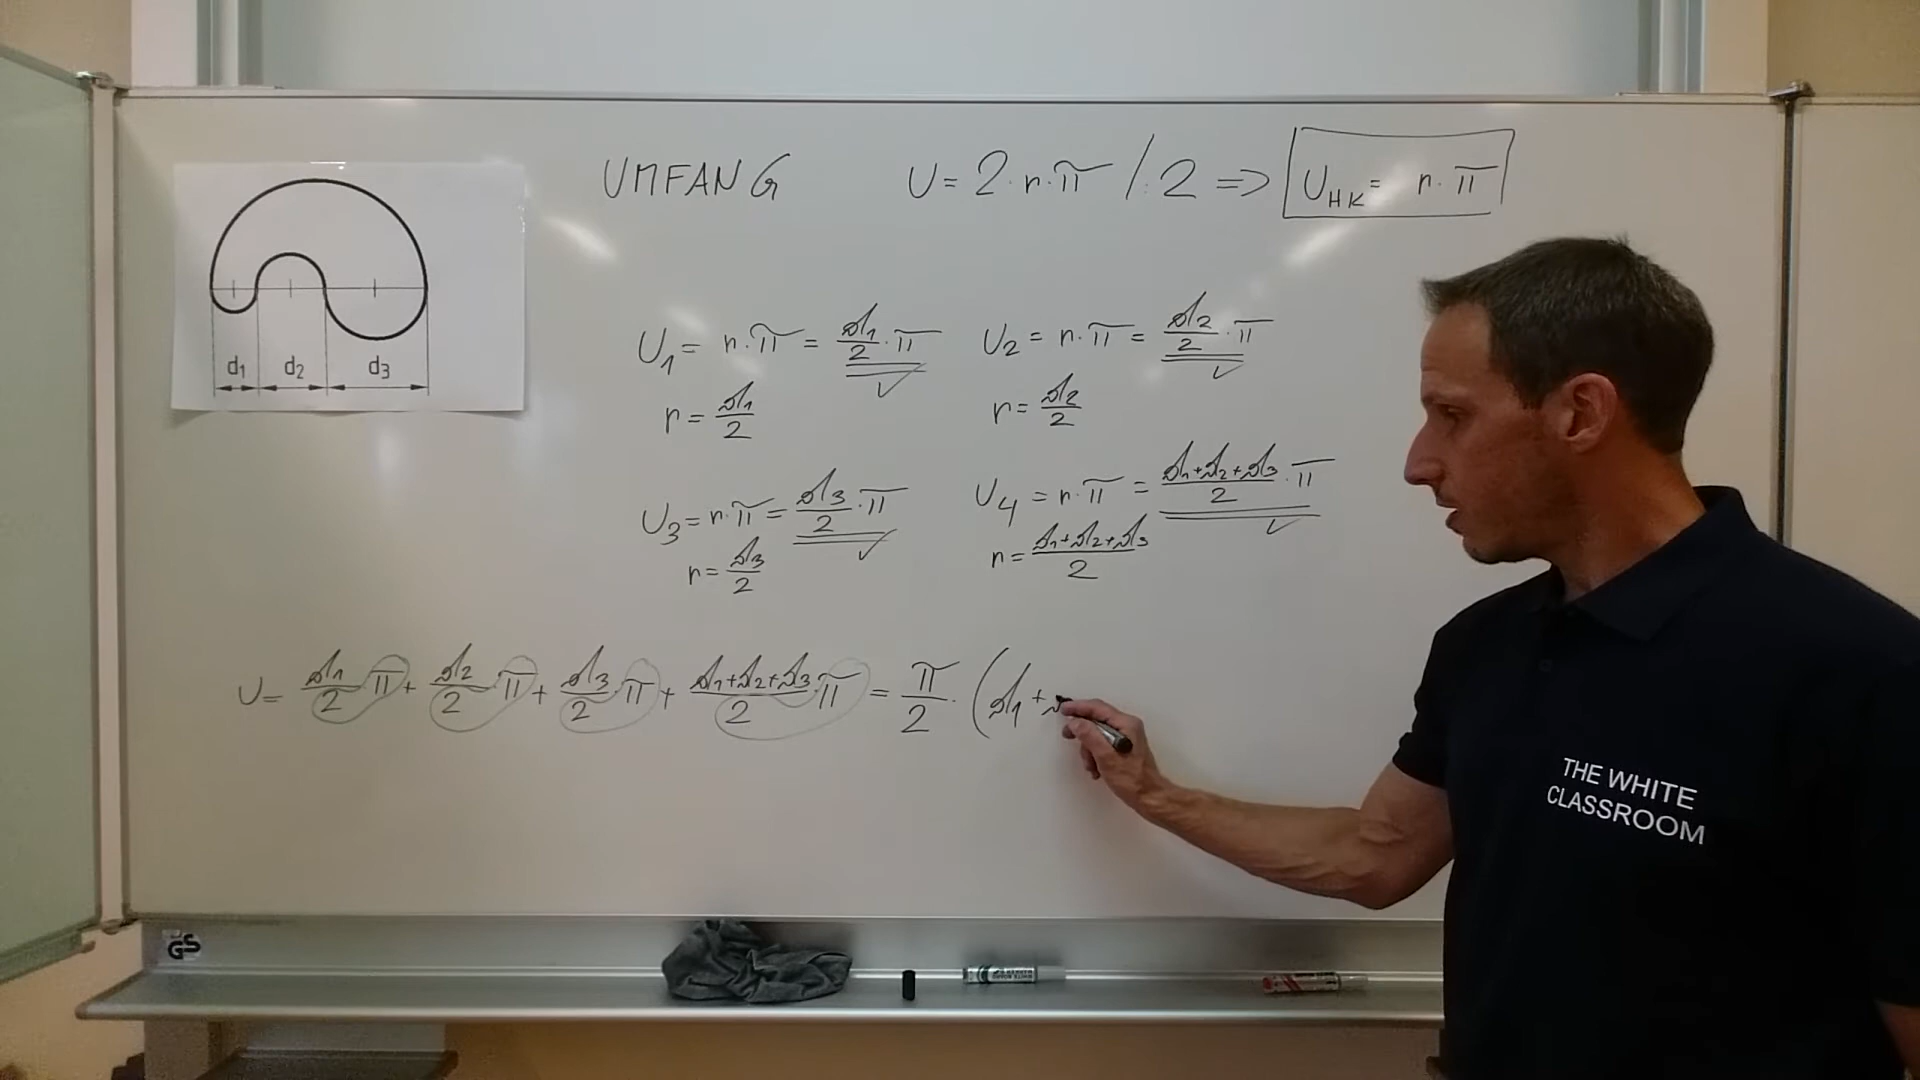 UMFANG
U = 2·r·π / :2 => U_HK = r·π
d1 d2 d3
U1 = r·π = d1/2·π
r = d1/2
U2 = r·π = d2/2·π
r = d2/2
U3 = r·π = d3/2·π
r = d3/2
U4 = r·π = (d1+d2+d3)/2·π
r = (d1+d2+d3)/2
U = d1/2·π + d2/2·π + d3/2·π + (d1+d2+d3)/2·π = π/2·(d1+
THE WHITE
CLASSROOM
GS